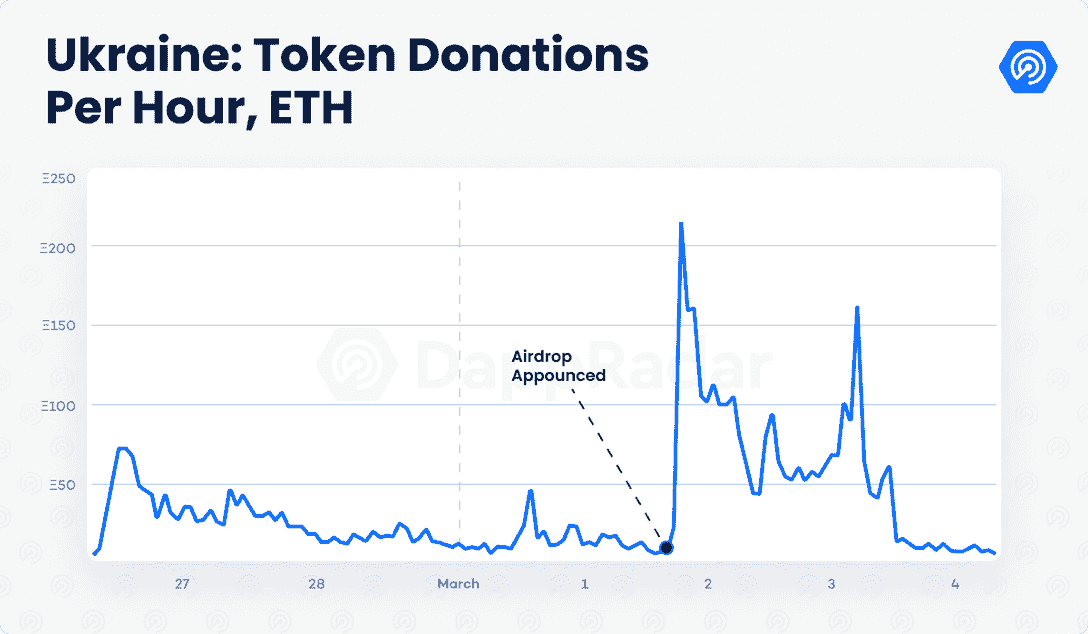 Ukraine: Token Donations
Per Hour, ETH
Ξ250
Ξ200
Ξ150
Ξ100
Ξ50
DappRadar
Airdrop
Appounced
27
28
March
1
2
3
4